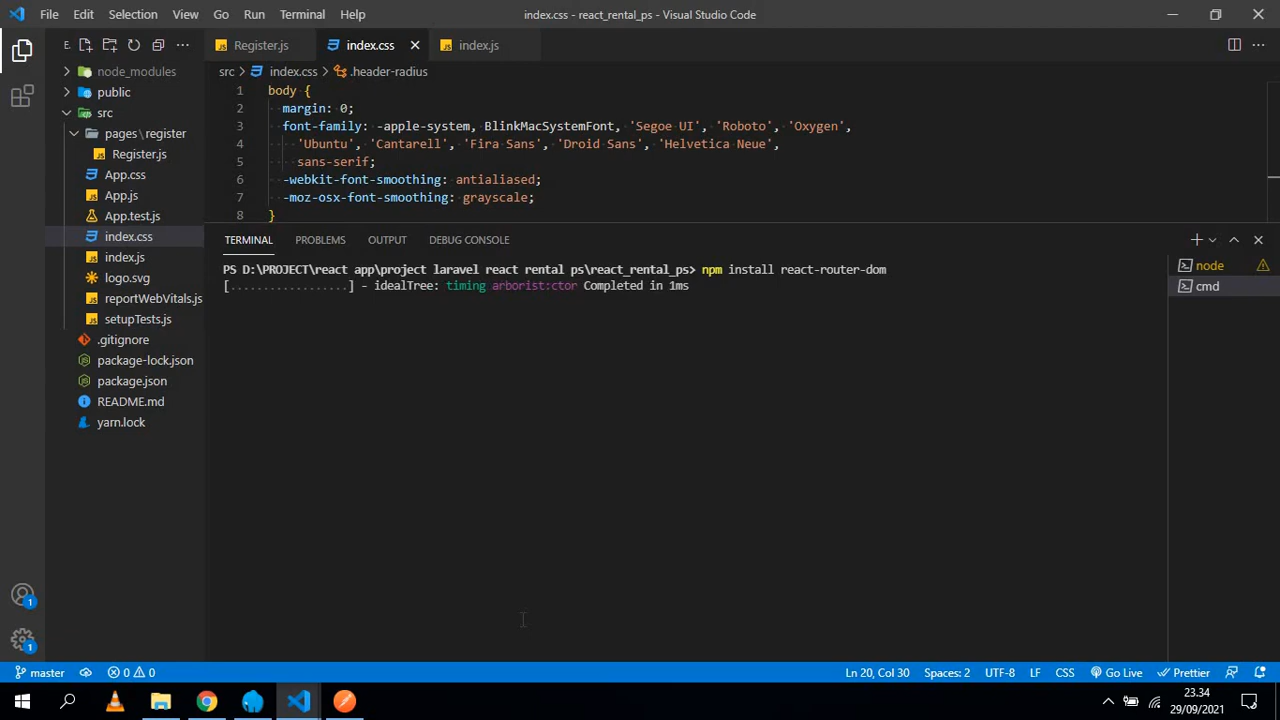 File Edit Selection View Go Run Terminal Help
index.css - react_rental_ps - Visual Studio Code
E.
node_modules
public
src
pages\register
Register.js
App.css
App.js
App.test.js
index.css
index.js
logo.svg
reportWebVitals.js
setupTests.js
.gitignore
package-lock.json
package.json
README.md
yarn.lock
Register.js index.css index.js
src > index.css > .header-radius
1 body {
2 margin: 0;
3 font-family: -apple-system, BlinkMacSystemFont, 'Segoe UI', 'Roboto', 'Oxygen',
4 'Ubuntu', 'Cantarell', 'Fira Sans', 'Droid Sans', 'Helvetica Neue',
5 sans-serif;
6 -webkit-font-smoothing: antialiased;
7 -moz-osx-font-smoothing: grayscale;
8 }
TERMINAL PROBLEMS OUTPUT DEBUG CONSOLE
PS D:\PROJECT\react app\project laravel react rental ps\react_rental_ps> npm install react-router-dom
[..................] - idealTree: timing arborist:ctor Completed in 1ms
node
cmd
1
1
master 0 0 Ln 20, Col 30 Spaces: 2 UTF-8 LF CSS Go Live Prettier
23.34
29/09/2021